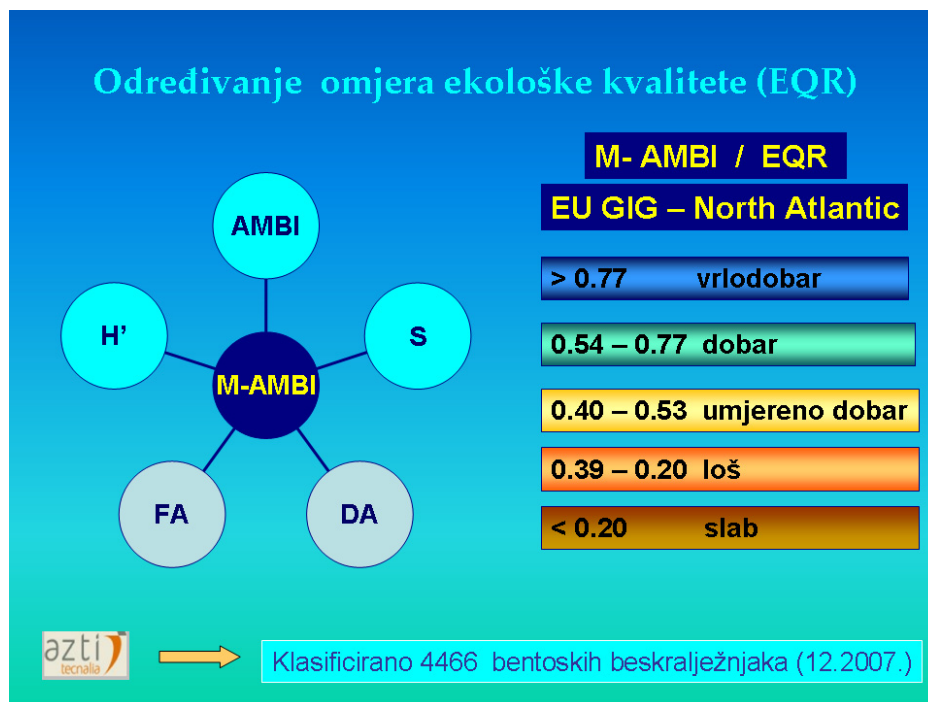 Određivanje  omjera ekološke kvalitete (EQR)
AMBI
H’
S
M-AMBI
FA
DA
M- AMBI  /  EQR
EU GIG – North Atlantic
> 0.77 vrlodobar
0.54 – 0.77  dobar
0.40 – 0.53  umjereno dobar
0.39 – 0.20  loš
< 0.20 slab
azti
tecnalia
Klasificirano 4466  bentoskih beskralježnjaka (12.2007.)